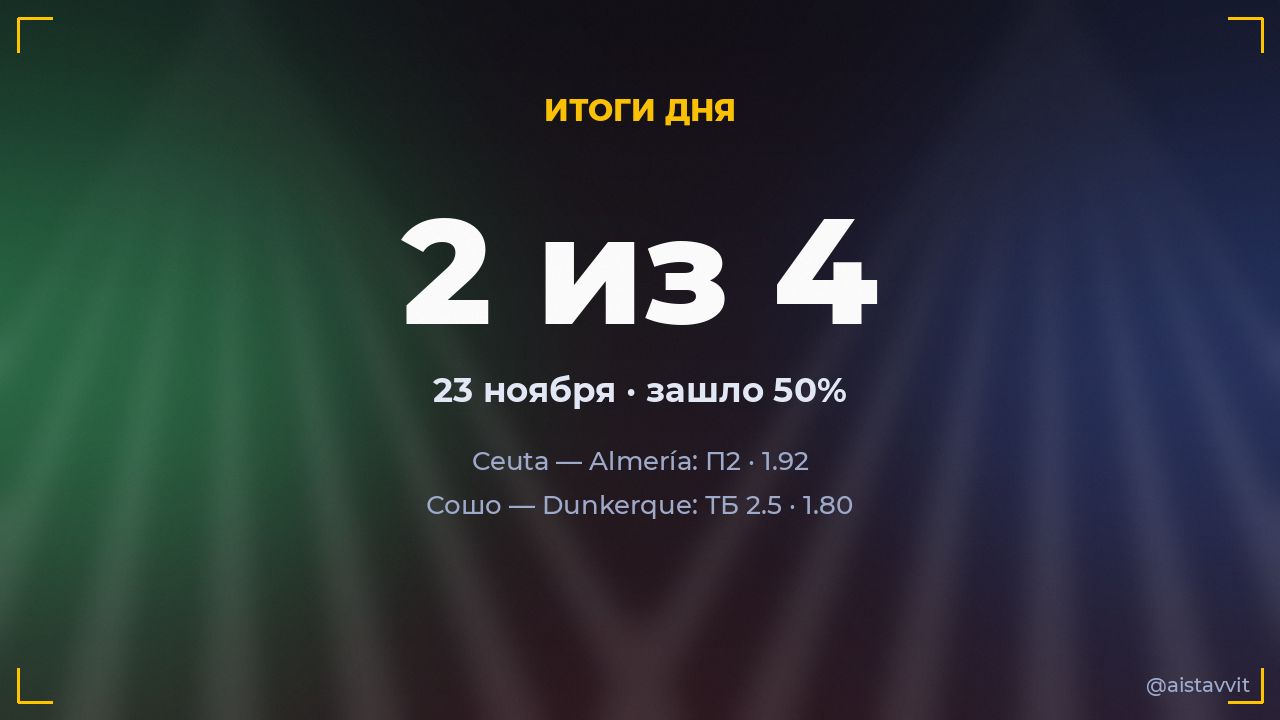 ИТОГИ ДНЯ
2 из 4
23 ноября · зашло 50%
Ceuta — Almería: П2 · 1.92
Сошо — Dunkerque: ТБ 2.5 · 1.80
@aistavvit